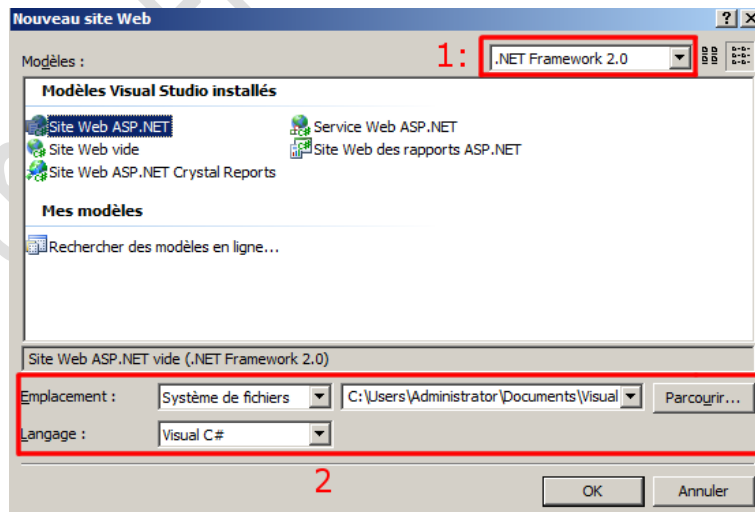 Nouveau site Web
Modèles :
1:
.NET Framework 2.0
Modèles Visual Studio installés
Site Web ASP.NET
Service Web ASP.NET
Site Web vide
Site Web des rapports ASP.NET
Site Web ASP.NET Crystal Reports
Mes modèles
Rechercher des modèles en ligne...
Site Web ASP.NET vide (.NET Framework 2.0)
Emplacement :
Système de fichiers
C:\Users\Administrator\Documents\Visual
Parcourir...
Langage :
Visual C#
2
OK
Annuler